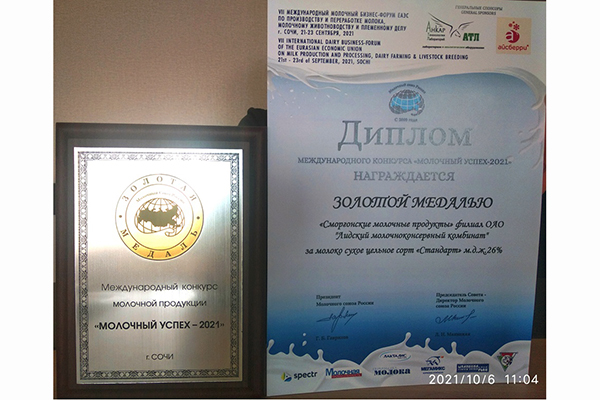 ЗОЛОТАЯ
МЕДАЛЬ
Международный конкурс
молочной продукции
«МОЛОЧНЫЙ УСПЕХ – 2021»
г. СОЧИ
VII МЕЖДУНАРОДНЫЙ МОЛОЧНЫЙ БИЗНЕС-ФОРУМ ЕАЭС
ПО ПРОИЗВОДСТВУ И ПЕРЕРАБОТКЕ МОЛОКА,
МОЛОЧНОМУ ЖИВОТНОВОДСТВУ И ПЛЕМЕННОМУ ДЕЛУ
г. СОЧИ, 21-23 СЕНТЯБРЯ, 2021
VII INTERNATIONAL DAIRY BUSINESS-FORUM
OF THE EURASIAN ECONOMIC UNION
ON MILK PRODUCTION AND PROCESSING, DAIRY FARMING & LIVESTOCK BREEDING
21st - 23rd of SEPTEMBER, 2021, SOCHI
ГЕНЕРАЛЬНЫЕ СПОНСОРЫ
GENERAL SPONSORS
Анкар
АТЛ
айсберри
Диплом
МЕЖДУНАРОДНОГО КОНКУРСА «МОЛОЧНЫЙ УСПЕХ-2021»
НАГРАЖДАЕТСЯ
ЗОЛОТОЙ МЕДАЛЬЮ
«Сморгонские молочные продукты» филиал ОАО
"Лидский молочноконсервный комбинат"
за молоко сухое цельное сорт «Стандарт» м.д.ж.26%
Президент
Молочного союза России
Председатель Совета -
Директор Молочного
союза России
spectr
Молочная
молока
МЕГАМИКС
2021/10/6 11:04